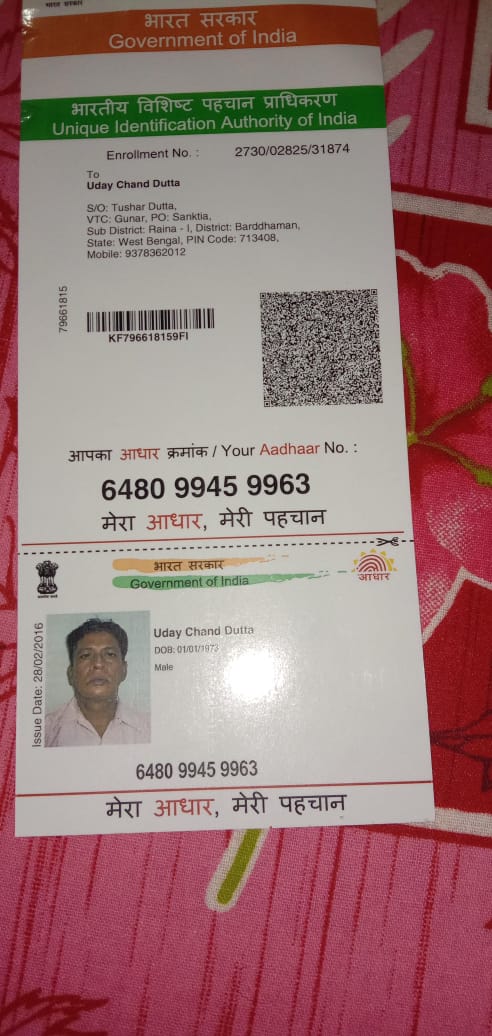 भारत सरकार
भारत सरकार
Government of India
भारतीय विशिष्ट पहचान प्राधिकरण
Unique Identification Authority of India
Enrollment No. : 2730/02825/31874
To
Uday Chand Dutta
S/O: Tushar Dutta,
VTC: Gunar, PO: Sanktia,
Sub District: Raina - I, District: Barddhaman,
State: West Bengal, PIN Code: 713408,
Mobile: 9378362012
79661815
KF796618159FI
आपका आधार क्रमांक / Your Aadhaar No. :
6480 9945 9963
मेरा आधार, मेरी पहचान
भारत सरकार
Government of India
आधार
Issue Date: 28/02/2016
Uday Chand Dutta
DOB: 01/01/1973
Male
6480 9945 9963
मेरा आधार, मेरी पहचान